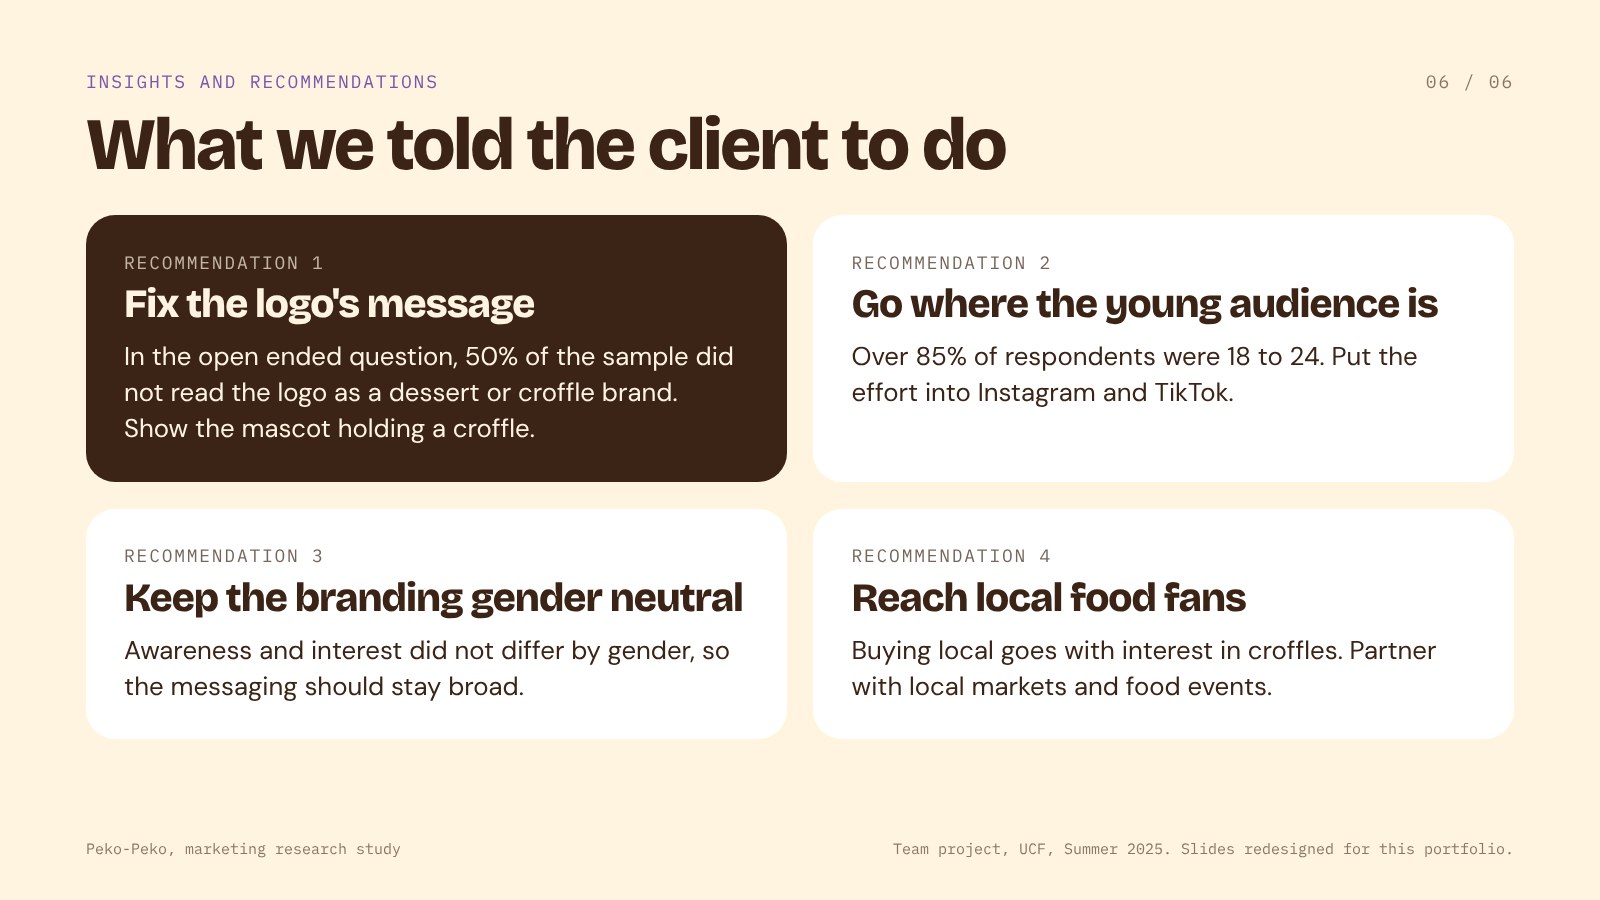 INSIGHTS AND RECOMMENDATIONS
06 / 06
What we told the client to do
RECOMMENDATION 1
Fix the logo's message
In the open ended question, 50% of the sample did
not read the logo as a dessert or croffle brand.
Show the mascot holding a croffle.
RECOMMENDATION 2
Go where the young audience is
Over 85% of respondents were 18 to 24. Put the
effort into Instagram and TikTok.
RECOMMENDATION 3
Keep the branding gender neutral
Awareness and interest did not differ by gender, so
the messaging should stay broad.
RECOMMENDATION 4
Reach local food fans
Buying local goes with interest in croffles. Partner
with local markets and food events.
Peko-Peko, marketing research study
Team project, UCF, Summer 2025. Slides redesigned for this portfolio.